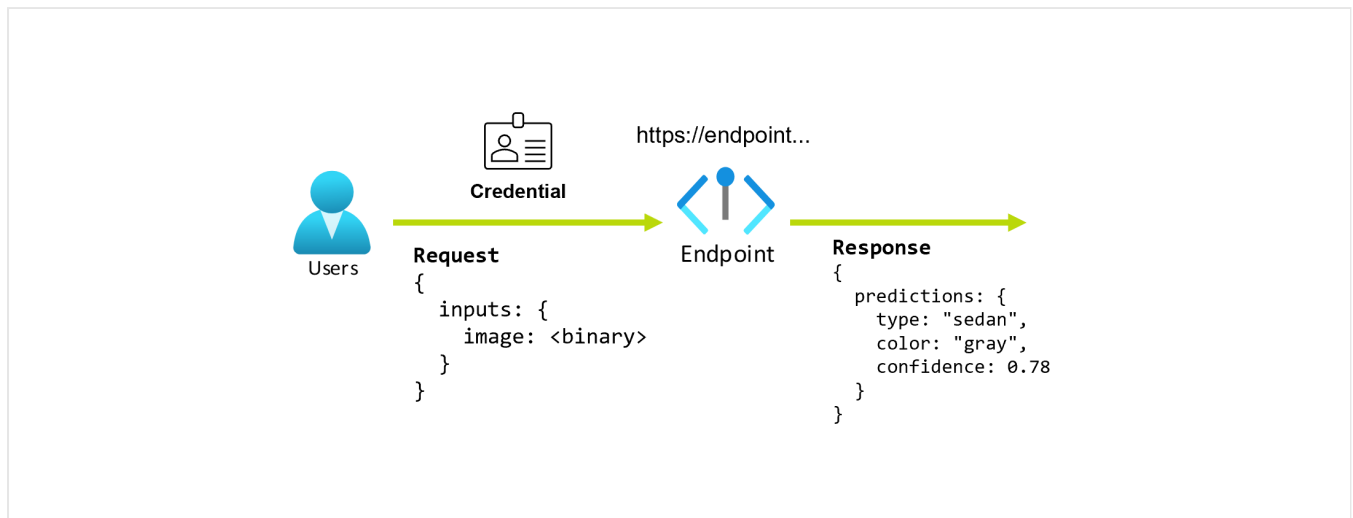 https://endpoint...
Credential
Users
Request
{
  inputs: {
    image: <binary>
  }
}
Endpoint
Response
{
  predictions: {
    type: "sedan",
    color: "gray",
    confidence: 0.78
  }
}